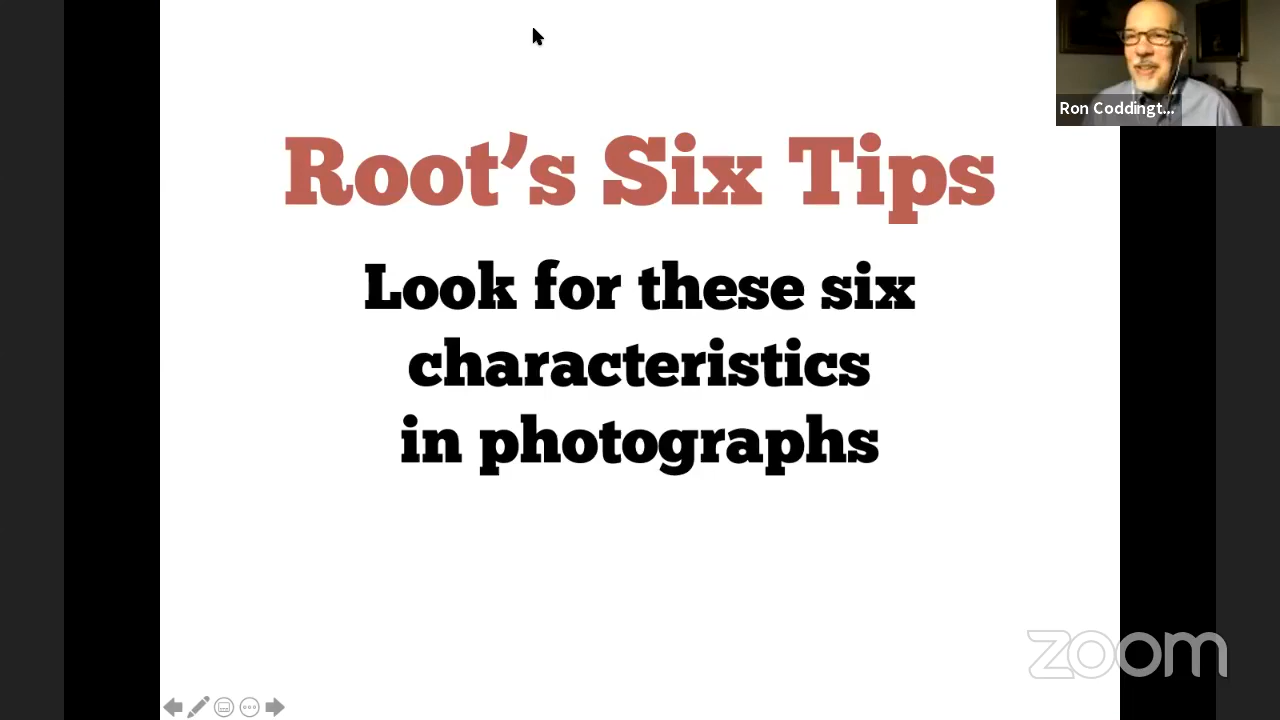 Root’s Six Tips
Look for these six
characteristics
in photographs
Ron Coddingt...
zoom